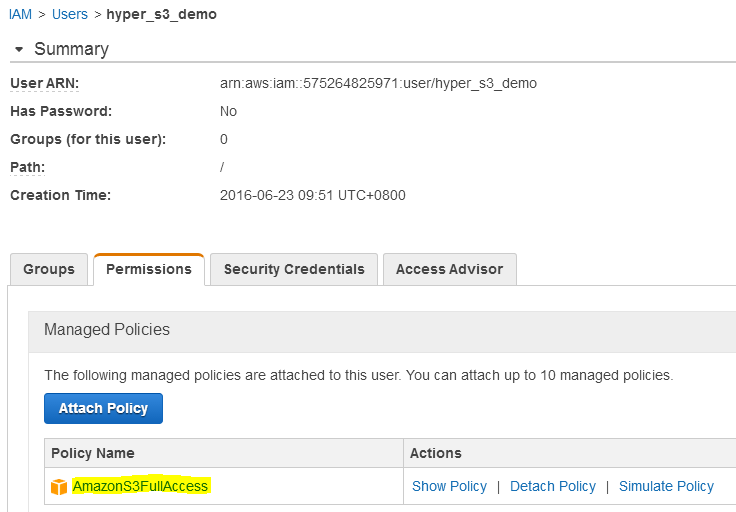 IAM > Users > hyper_s3_demo
Summary
User ARN: arn:aws:iam::575264825971:user/hyper_s3_demo
Has Password: No
Groups (for this user): 0
Path: /
Creation Time: 2016-06-23 09:51 UTC+0800
Groups Permissions Security Credentials Access Advisor
Managed Policies
The following managed policies are attached to this user. You can attach up to 10 managed policies.
Attach Policy
Policy Name Actions
AmazonS3FullAccess Show Policy | Detach Policy | Simulate Policy